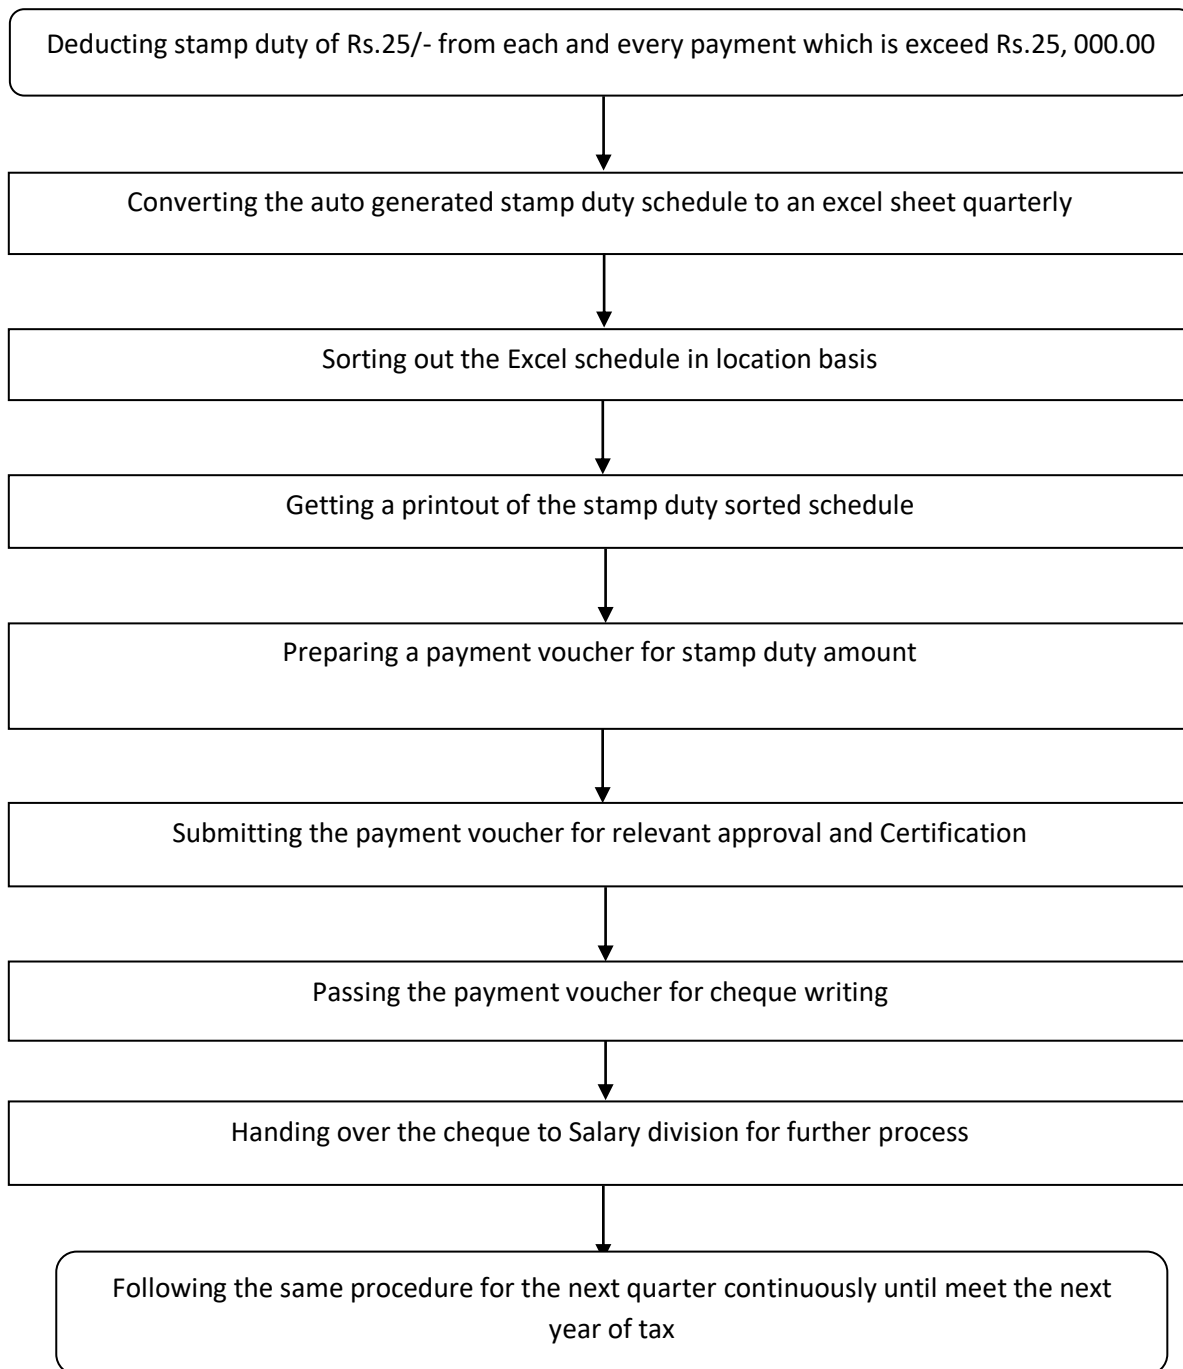 Deducting stamp duty of Rs.25/- from each and every payment which is exceed Rs.25, 000.00
Converting the auto generated stamp duty schedule to an excel sheet quarterly
Sorting out the Excel schedule in location basis
Getting a printout of the stamp duty sorted schedule
Preparing a payment voucher for stamp duty amount
Submitting the payment voucher for relevant approval and Certification
Passing the payment voucher for cheque writing
Handing over the cheque to Salary division for further process
Following the same procedure for the next quarter continuously until meet the next
year of tax